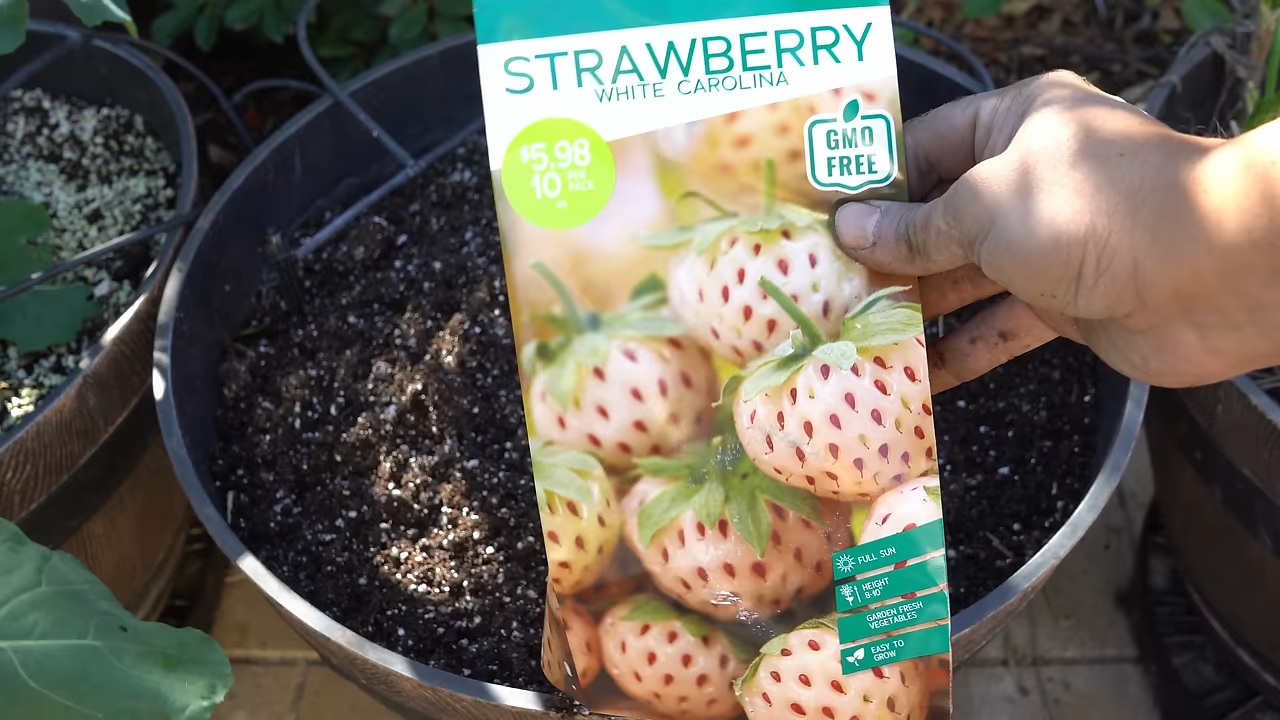 STRAWBERRY
WHITE CAROLINA
$5.98
10 PER PACK
GMO
FREE
FULL SUN
HEIGHT
8-10"
GARDEN FRESH
VEGETABLES
EASY TO
GROW